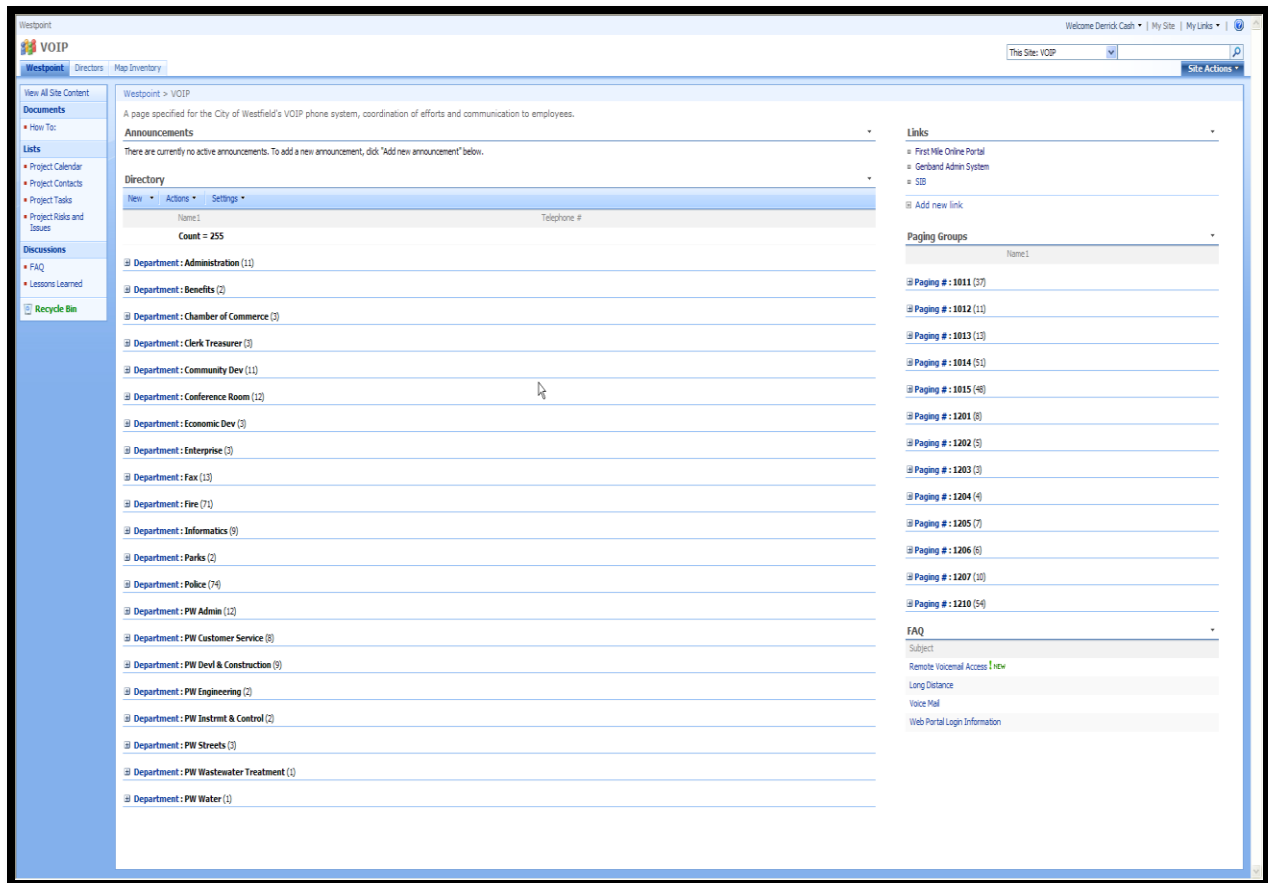 Westpoint
Welcome Derrick Cash | My Site | My Links |
VOIP
This Site: VOIP
Westpoint Directors Map Inventory
Site Actions
View All Site Content
Documents
How To:
Lists
Project Calendar
Project Contacts
Project Tasks
Project Risks and
Issues
Discussions
FAQ
Lessons Learned
Recycle Bin
Westpoint > VOIP
A page specified for the City of Westfield's VOIP phone system, coordination of efforts and communication to employees.
Announcements
There are currently no active announcements. To add a new announcement, click "Add new announcement" below.
Directory
New Actions Settings
Name1 Telephone #
Count = 255
Department : Administration (11)
Department : Benefits (2)
Department : Chamber of Commerce (3)
Department : Clerk Treasurer (3)
Department : Community Dev (11)
Department : Conference Room (12)
Department : Economic Dev (3)
Department : Enterprise (3)
Department : Fax (13)
Department : Fire (71)
Department : Informatics (9)
Department : Parks (2)
Department : Police (74)
Department : PW Admin (12)
Department : PW Customer Service (8)
Department : PW Devl & Construction (9)
Department : PW Engineering (2)
Department : PW Instrmt & Control (2)
Department : PW Streets (3)
Department : PW Wastewater Treatment (1)
Department : PW Water (1)
Links
First Mile Online Portal
Genband Admin System
SIB
Add new link
Paging Groups
Name1
Paging # : 1011 (37)
Paging # : 1012 (11)
Paging # : 1013 (13)
Paging # : 1014 (51)
Paging # : 1015 (48)
Paging # : 1201 (8)
Paging # : 1202 (5)
Paging # : 1203 (3)
Paging # : 1204 (4)
Paging # : 1205 (7)
Paging # : 1206 (6)
Paging # : 1207 (10)
Paging # : 1210 (54)
FAQ
Subject
Remote Voicemail Access ! NEW
Long Distance
Voice Mail
Web Portal Login Information